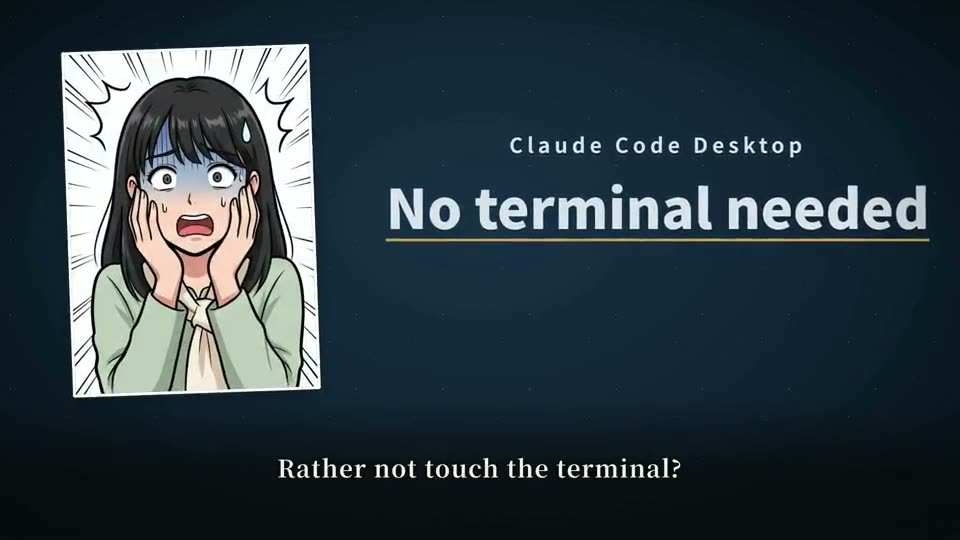 Claude Code Desktop
No terminal needed
Rather not touch the terminal?